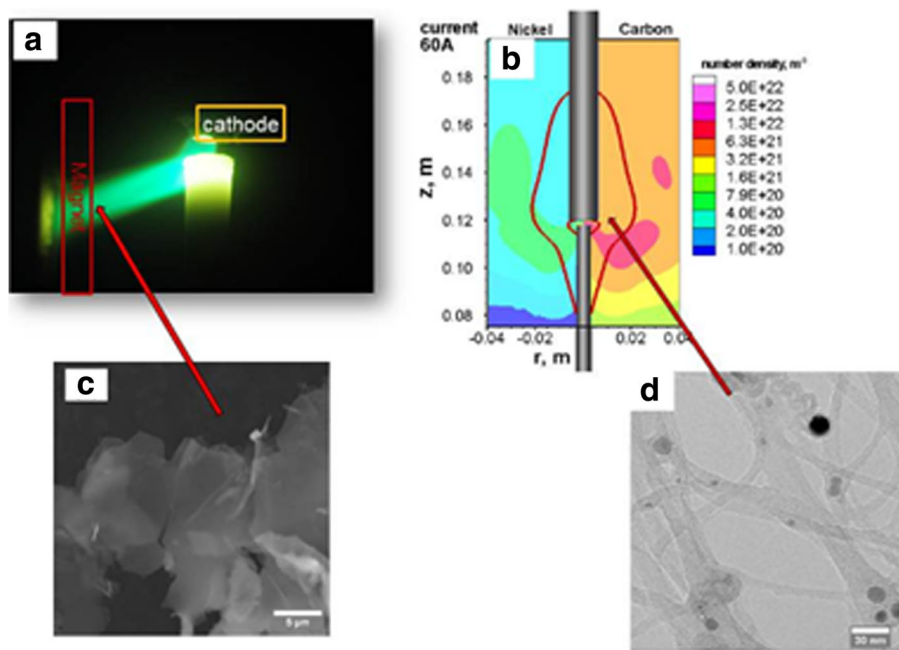 a
cathode
Magnet
current
60A
Nickel
Carbon
b
z, m
0.18
0.16
0.14
0.12
0.10
0.08
-0.04
-0.02
0.02
0.04
r, m
number density, m⁻³
5.0E+22
2.5E+22
1.3E+22
6.3E+21
3.2E+21
1.6E+21
7.9E+20
4.0E+20
2.0E+20
1.0E+20
c
5 µm
d
30 nm